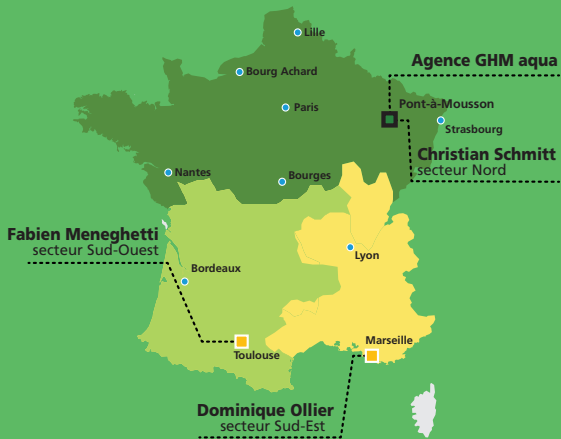 Lille
Agence GHM aqua
Bourg Achard
Paris
Pont-à-Mousson
Strasbourg
Christian Schmitt
secteur Nord
Nantes
Bourges
Fabien Meneghetti
secteur Sud-Ouest
Lyon
Bordeaux
Marseille
Toulouse
Dominique Ollier
secteur Sud-Est